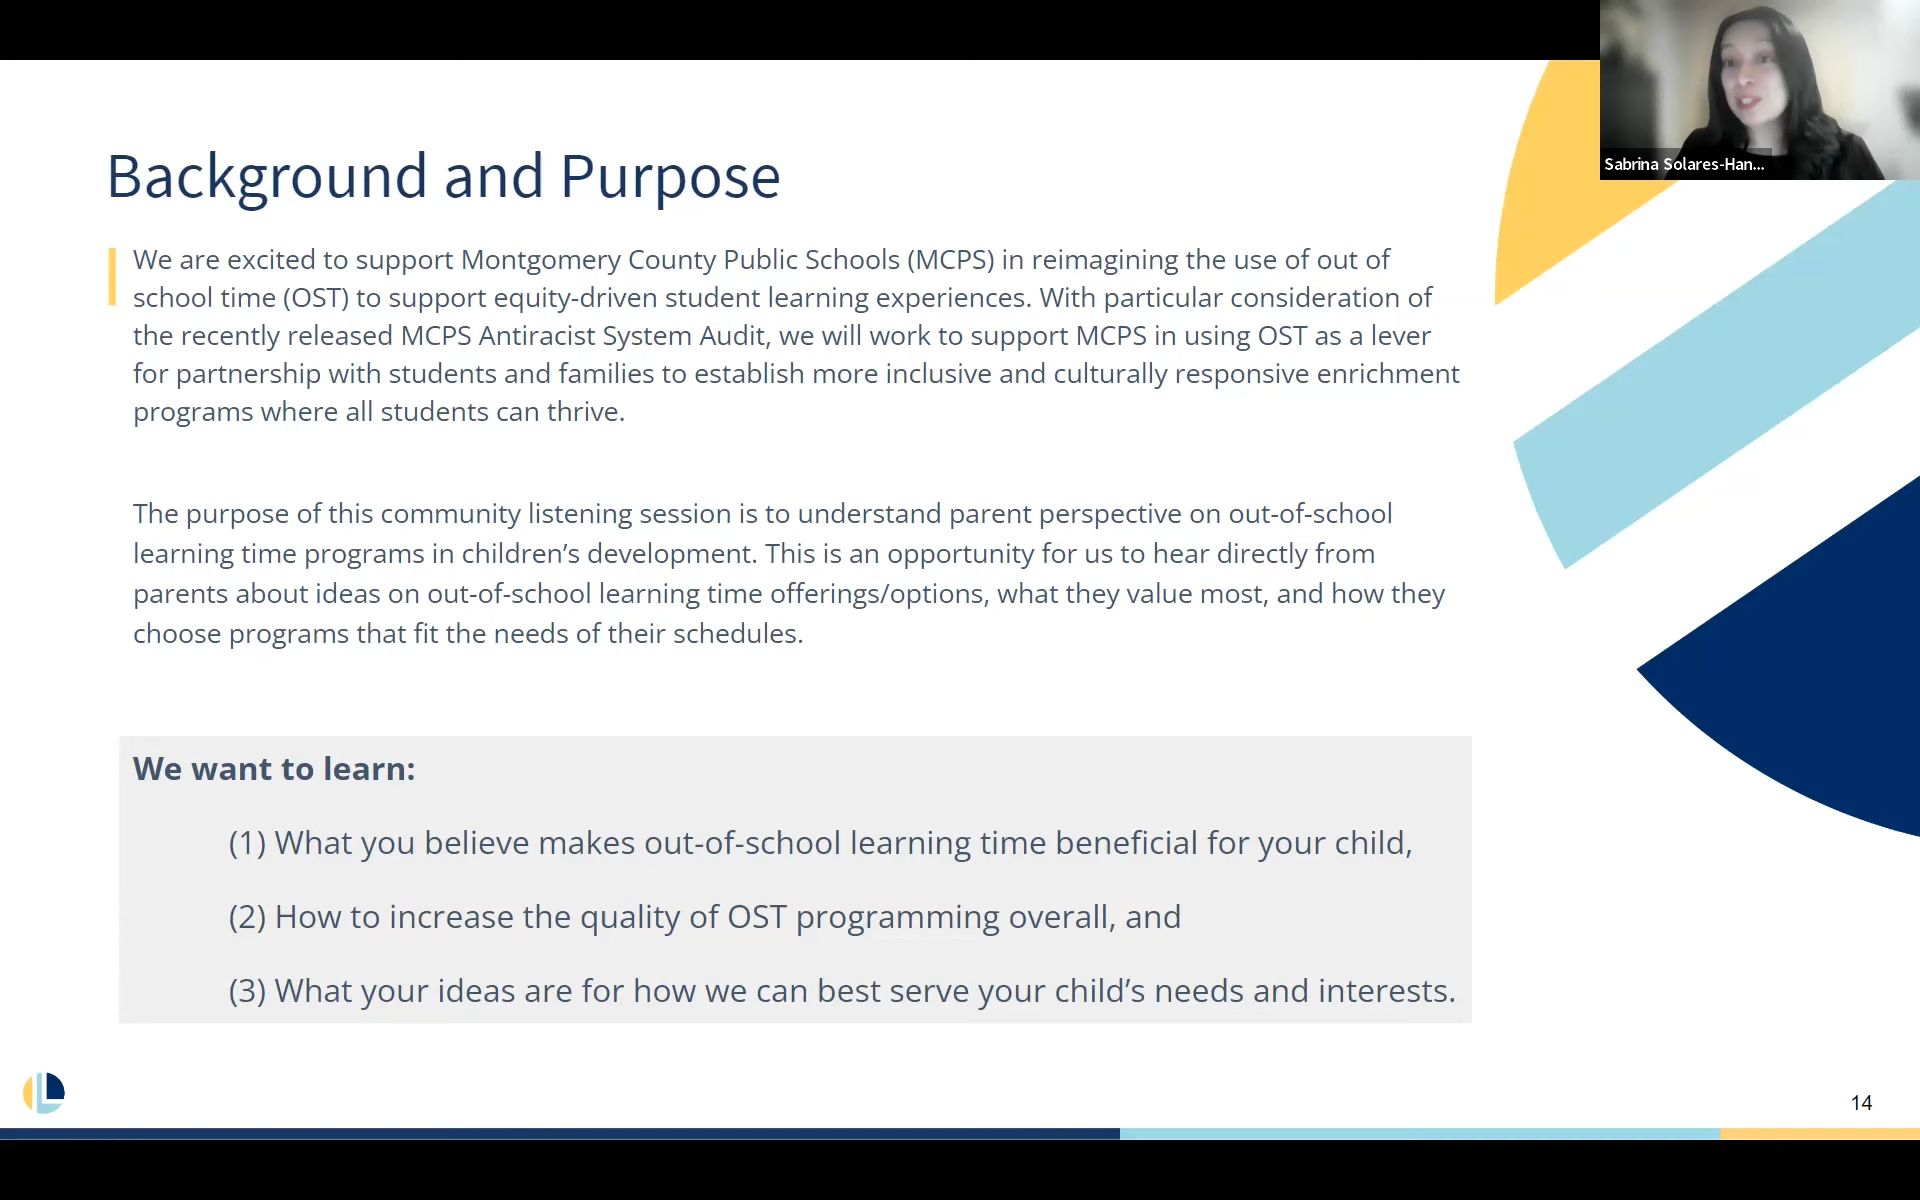 Sabrina Solares-Han...
Background and Purpose
We are excited to support Montgomery County Public Schools (MCPS) in reimagining the use of out of
school time (OST) to support equity-driven student learning experiences. With particular consideration of
the recently released MCPS Antiracist System Audit, we will work to support MCPS in using OST as a lever
for partnership with students and families to establish more inclusive and culturally responsive enrichment
programs where all students can thrive.
The purpose of this community listening session is to understand parent perspective on out-of-school
learning time programs in children’s development. This is an opportunity for us to hear directly from
parents about ideas on out-of-school learning time offerings/options, what they value most, and how they
choose programs that fit the needs of their schedules.
We want to learn:
(1) What you believe makes out-of-school learning time beneficial for your child,
(2) How to increase the quality of OST programming overall, and
(3) What your ideas are for how we can best serve your child’s needs and interests.
14